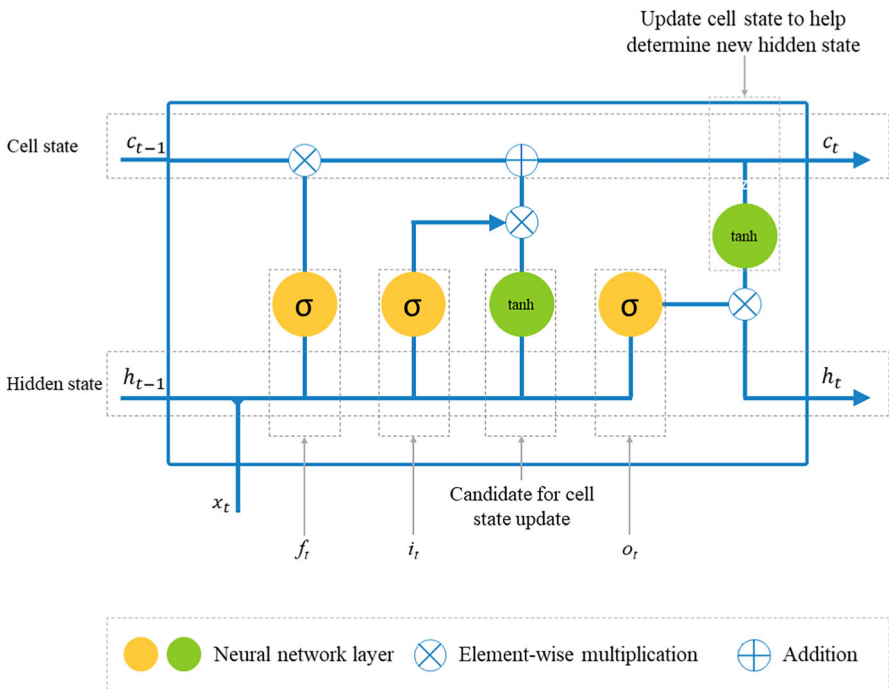 Update cell state to help
determine new hidden state
Cell state
c_{t−1}
c_t
z
tanh
σ
σ
tanh
σ
Hidden state
h_{t−1}
h_t
x_t
Candidate for cell
state update
f_t
i_t
o_t
Neural network layer
Element-wise multiplication
Addition